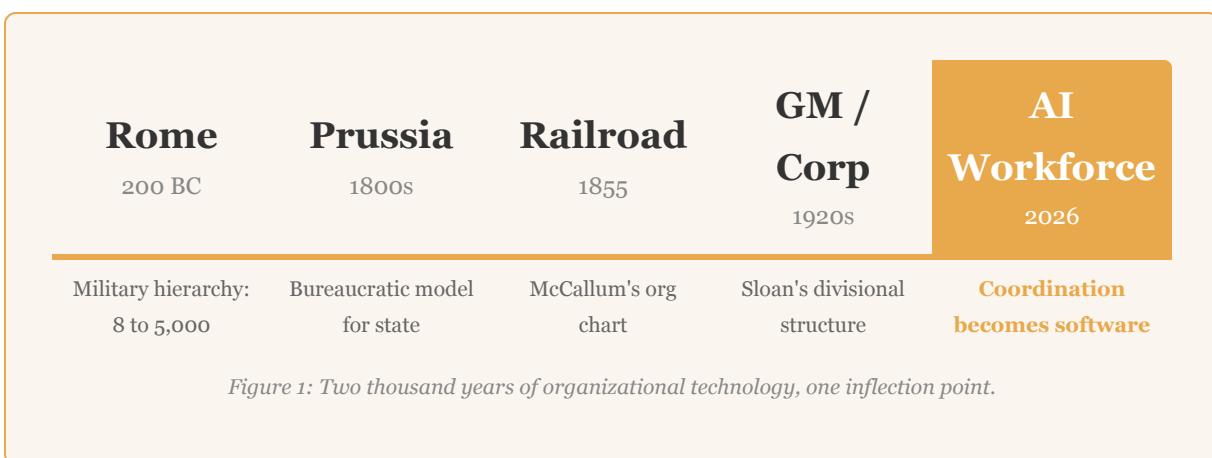 Rome
200 BC
Prussia
1800s
Railroad
1855
GM /
Corp
1920s
AI
Workforce
2026
Military hierarchy:
8 to 5,000
Bureaucratic model
for state
McCallum's org
chart
Sloan's divisional
structure
Coordination
becomes software
Figure 1: Two thousand years of organizational technology, one inflection point.